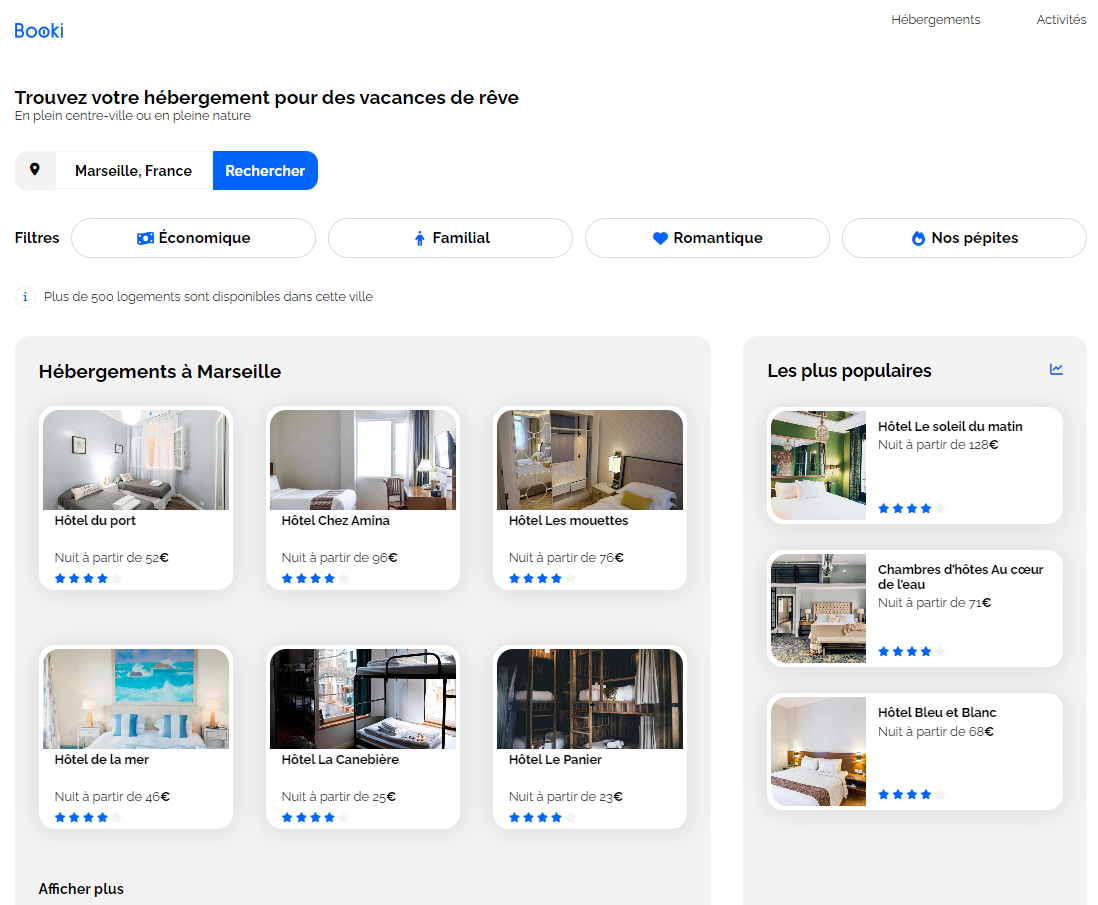 Booki
Hébergements
Activités
Trouvez votre hébergement pour des vacances de rêve
En plein centre-ville ou en pleine nature
Marseille, France
Rechercher
Filtres
Économique
Familial
Romantique
Nos pépites
i Plus de 500 logements sont disponibles dans cette ville
Hébergements à Marseille
Hôtel du port
Nuit à partir de 52€
Hôtel Chez Amina
Nuit à partir de 96€
Hôtel Les mouettes
Nuit à partir de 76€
Hôtel de la mer
Nuit à partir de 46€
Hôtel La Canebière
Nuit à partir de 25€
Hôtel Le Panier
Nuit à partir de 23€
Afficher plus
Les plus populaires
Hôtel Le soleil du matin
Nuit à partir de 128€
Chambres d'hôtes Au cœur
de l'eau
Nuit à partir de 71€
Hôtel Bleu et Blanc
Nuit à partir de 68€